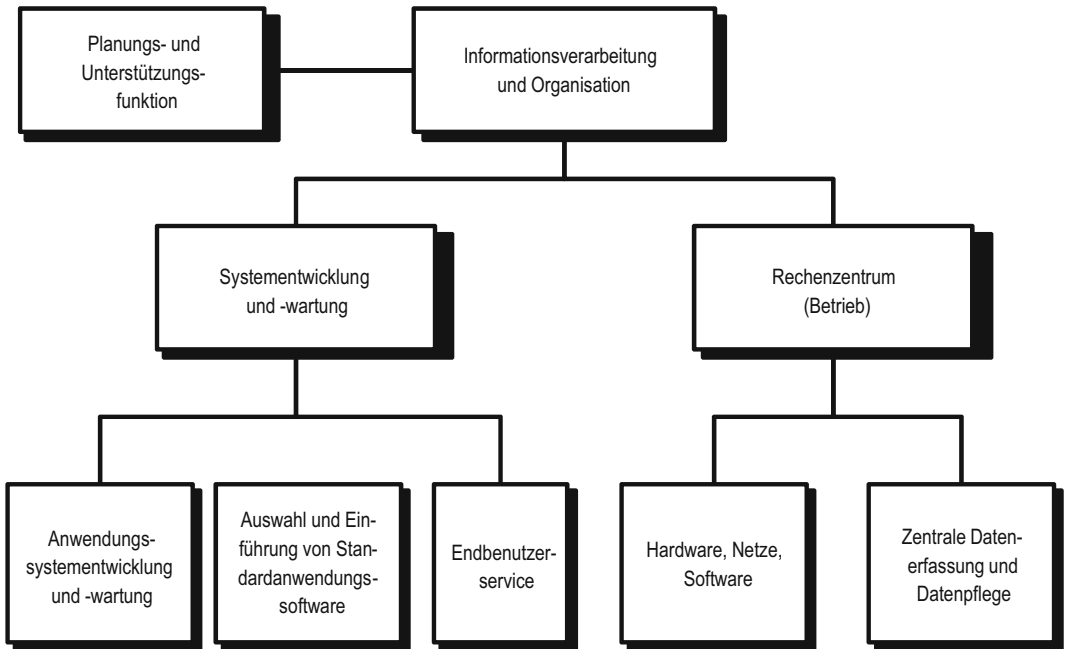 Planungs- und
Unterstützungs-
funktion
Informationsverarbeitung
und Organisation
Systementwicklung
und -wartung
Rechenzentrum
(Betrieb)
Anwendungs-
systementwicklung
und -wartung
Auswahl und Ein-
führung von Stan-
dardanwendungs-
software
Endbenutzer-
service
Hardware, Netze,
Software
Zentrale Daten-
erfassung und
Datenpflege